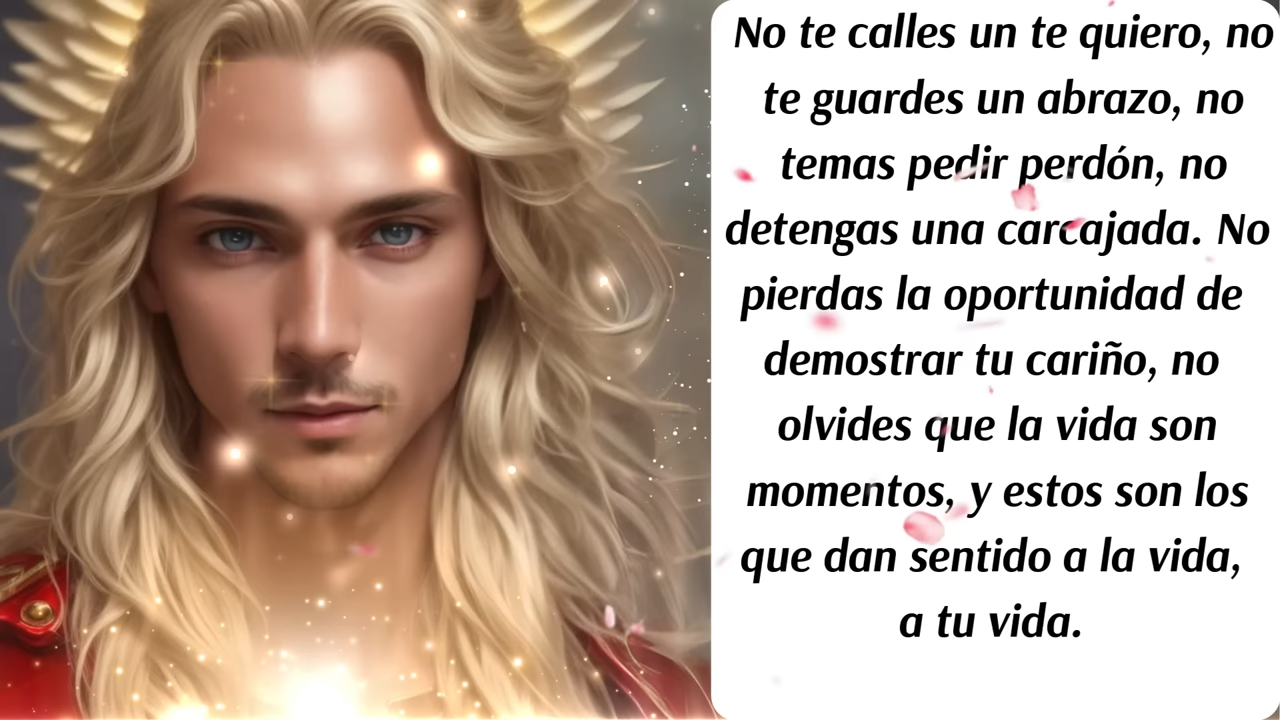 No te calles un te quiero, no
te guardes un abrazo, no
temas pedir perdón, no
detengas una carcajada. No
pierdas la oportunidad de
demostrar tu cariño, no
olvides que la vida son
momentos, y estos son los
que dan sentido a la vida,
a tu vida.